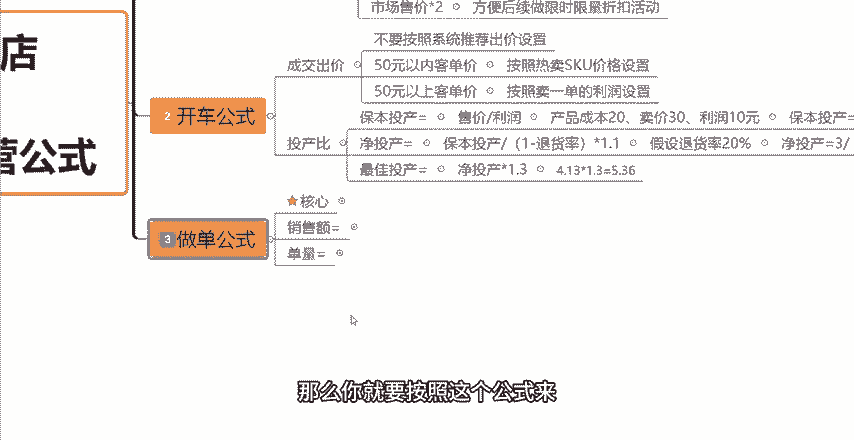 店
营公式
市场售价*2 方便后续做限时限量折扣活动
2 开车公式
成交出价
不要按照系统推荐出价设置
50元以内客单价 按照热卖SKU价格设置
50元以上客单价 按照卖一单的利润设置
投产比
保本投产= 售价/利润 产品成本20、卖价30、利润10元 保本投产=
净投产= 保本投产/（1-退货率）*1.1 假设退货率20% 净投产=3/
最佳投产= 净投产*1.3 4.13*1.3=5.36
3 做单公式
核心
销售额=
单量=
那么你就要按照这个公式来